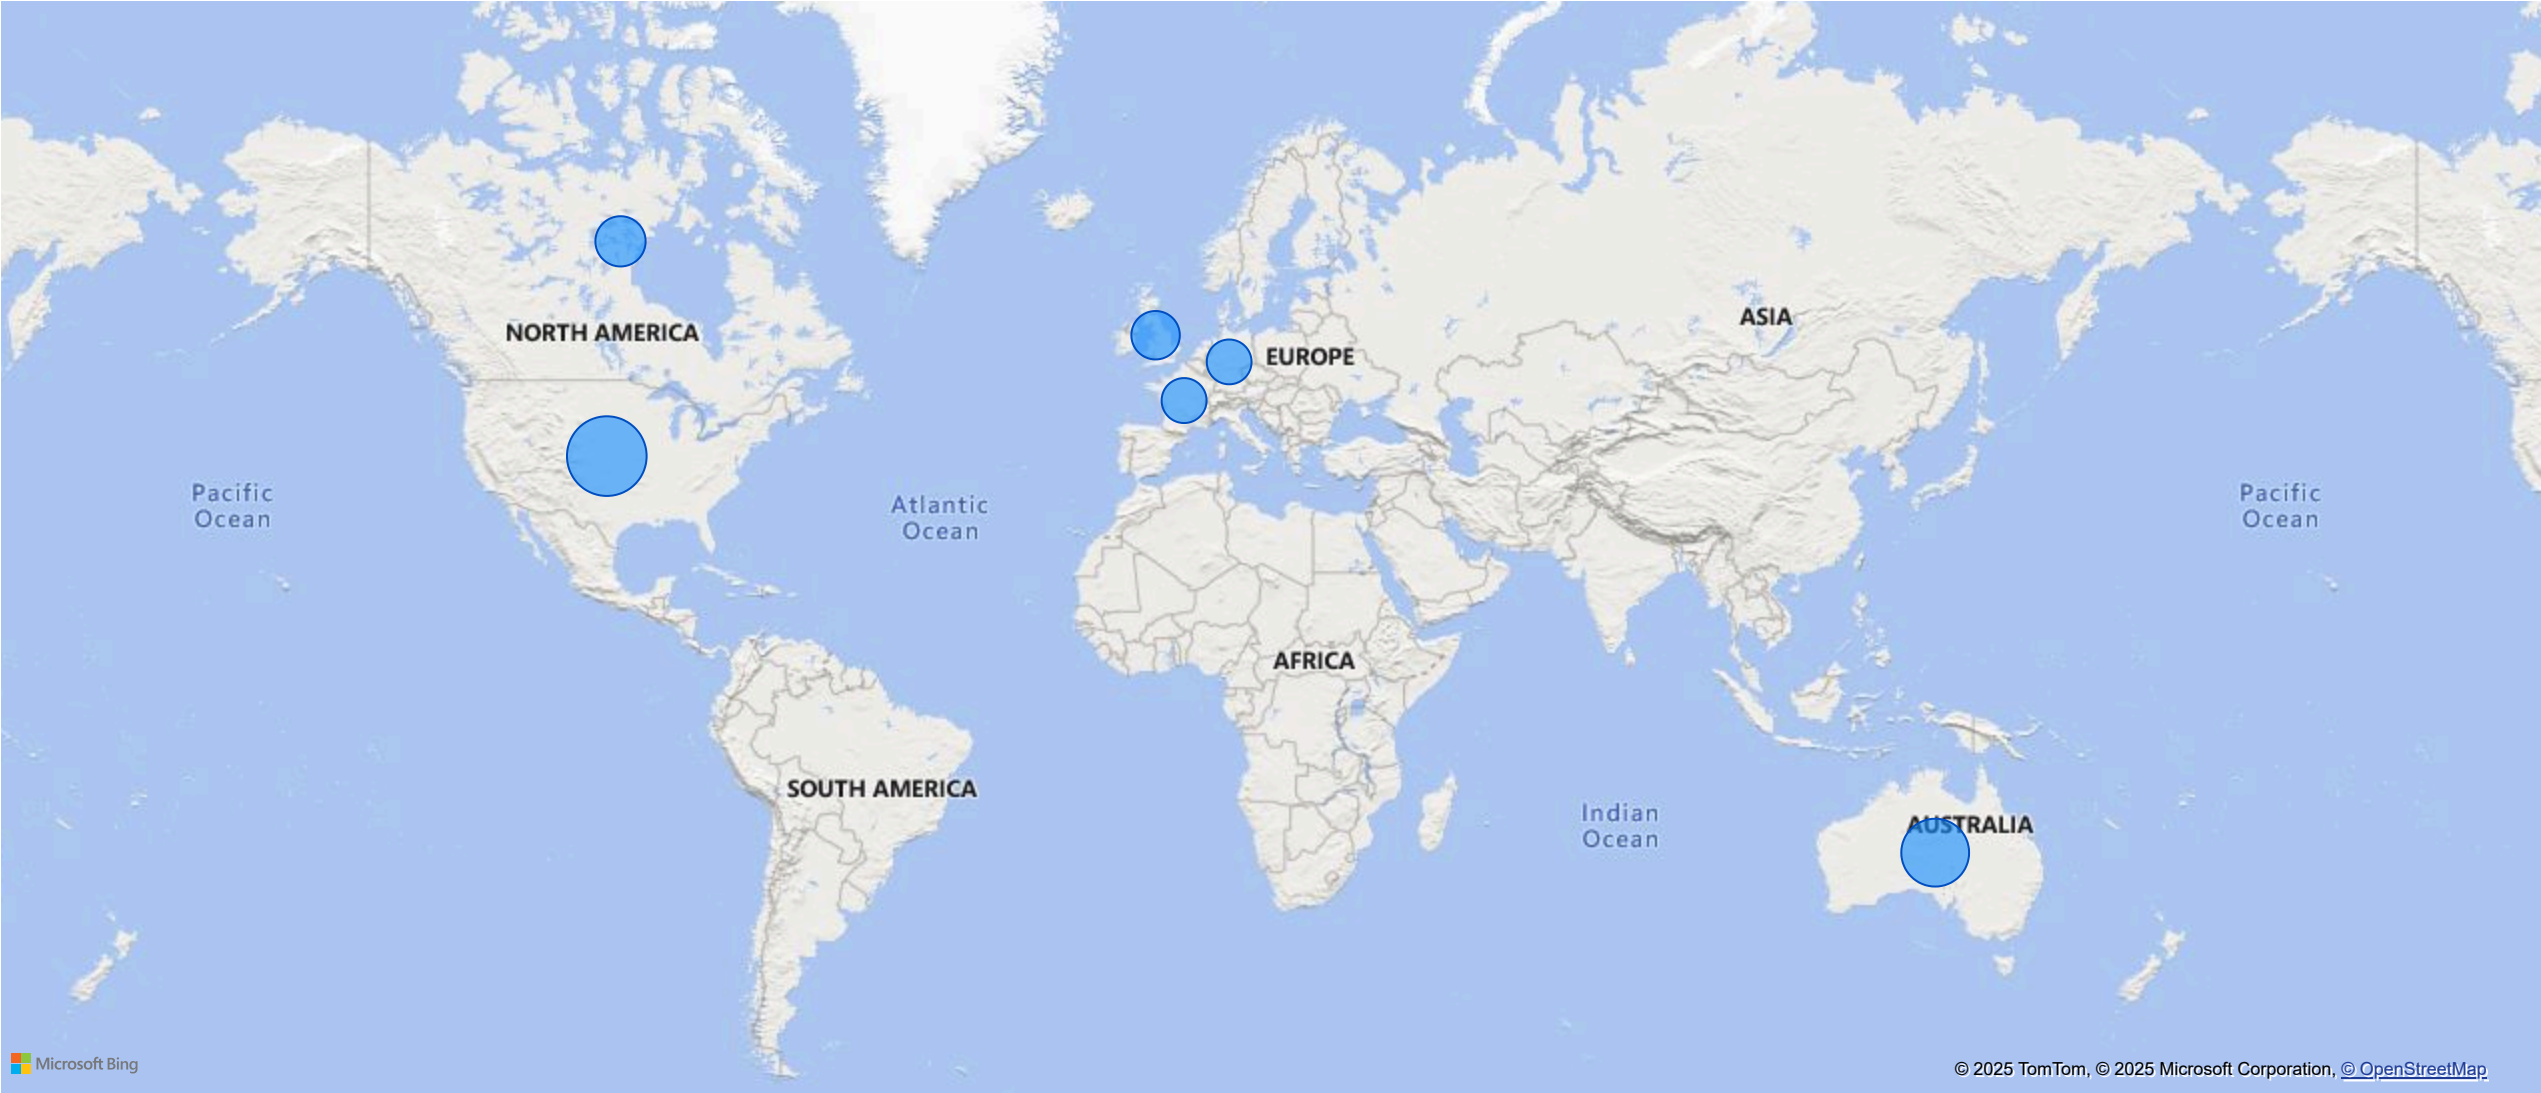 ASIA
NORTH AMERICA
EUROPE
Pacific
Ocean
Atlantic
Ocean
Pacific
Ocean
AFRICA
SOUTH AMERICA
Indian
Ocean
AUSTRALIA
Microsoft Bing
© 2025 TomTom, © 2025 Microsoft Corporation, © OpenStreetMap